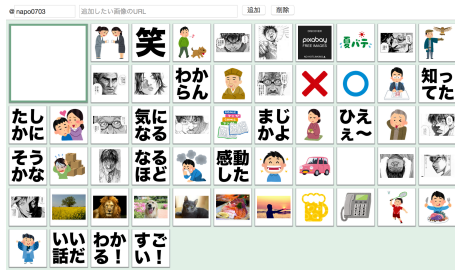 @ napo0703 追加したい画像のURL 追加 削除
笑
pixabay
FREE IMAGES
夏バテ
わか
らん
知っ
てた
たし
かに
気に
なる
まじ
かよ
ひえ
ぇ〜
そう
かな
なる
ほど
感動
した
いい
話だ
わか
る!
すご
い!